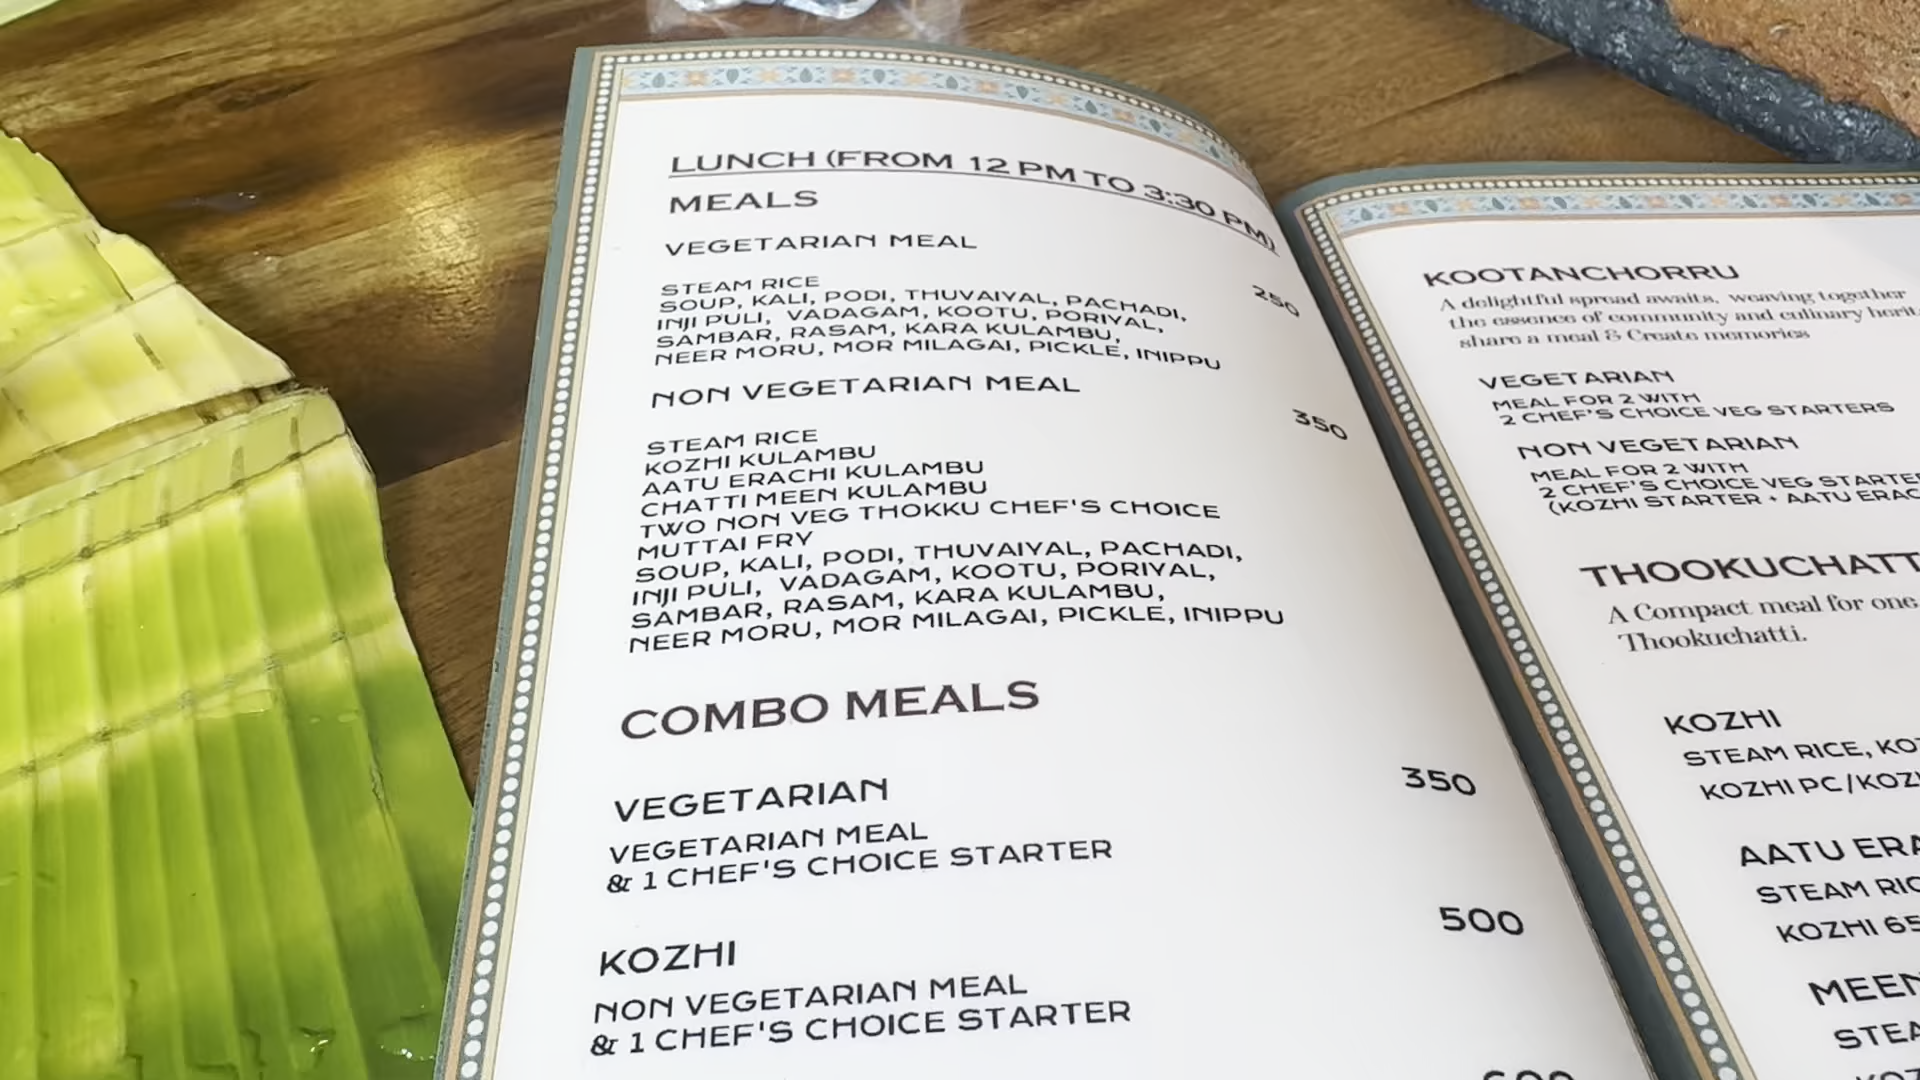 LUNCH (FROM 12 PM TO 3:30 PM)
MEALS
VEGETARIAN MEAL
250
STEAM RICE
SOUP, KALI, PODI, THUVAIYAL, PACHADI,
INJI PULI, VADAGAM, KOOTU, PORIYAL,
SAMBAR, RASAM, KARA KULAMBU,
NEER MORU, MOR MILAGAI, PICKLE, INIPPU
NON VEGETARIAN MEAL
350
STEAM RICE
KOZHI KULAMBU
AATU ERACHI KULAMBU
CHATTI MEEN KULAMBU
TWO NON VEG THOKKU CHEF'S CHOICE
MUTTAI FRY
SOUP, KALI, PODI, THUVAIYAL, PACHADI,
INJI PULI, VADAGAM, KOOTU, PORIYAL,
SAMBAR, RASAM, KARA KULAMBU,
NEER MORU, MOR MILAGAI, PICKLE, INIPPU
COMBO MEALS
VEGETARIAN 350
VEGETARIAN MEAL
& 1 CHEF'S CHOICE STARTER
KOZHI 500
NON VEGETARIAN MEAL
& 1 CHEF'S CHOICE STARTER
KOOTANCHORRU
A delightful spread awaits, weaving together
the essence of community and culinary
share a meal & Create memories
VEGETARIAN
MEAL FOR 2 WITH
2 CHEF'S CHOICE VEG STARTERS
NON VEGETARIAN
MEAL FOR 2 WITH
2 CHEF'S CHOICE VEG
(KOZHI STARTER + AATU
A Compact meal for one
Thookuchatti.
KOZHI
STEAM RICE,
KOZHI PC/
AATU
STEAM
KOZHI 65